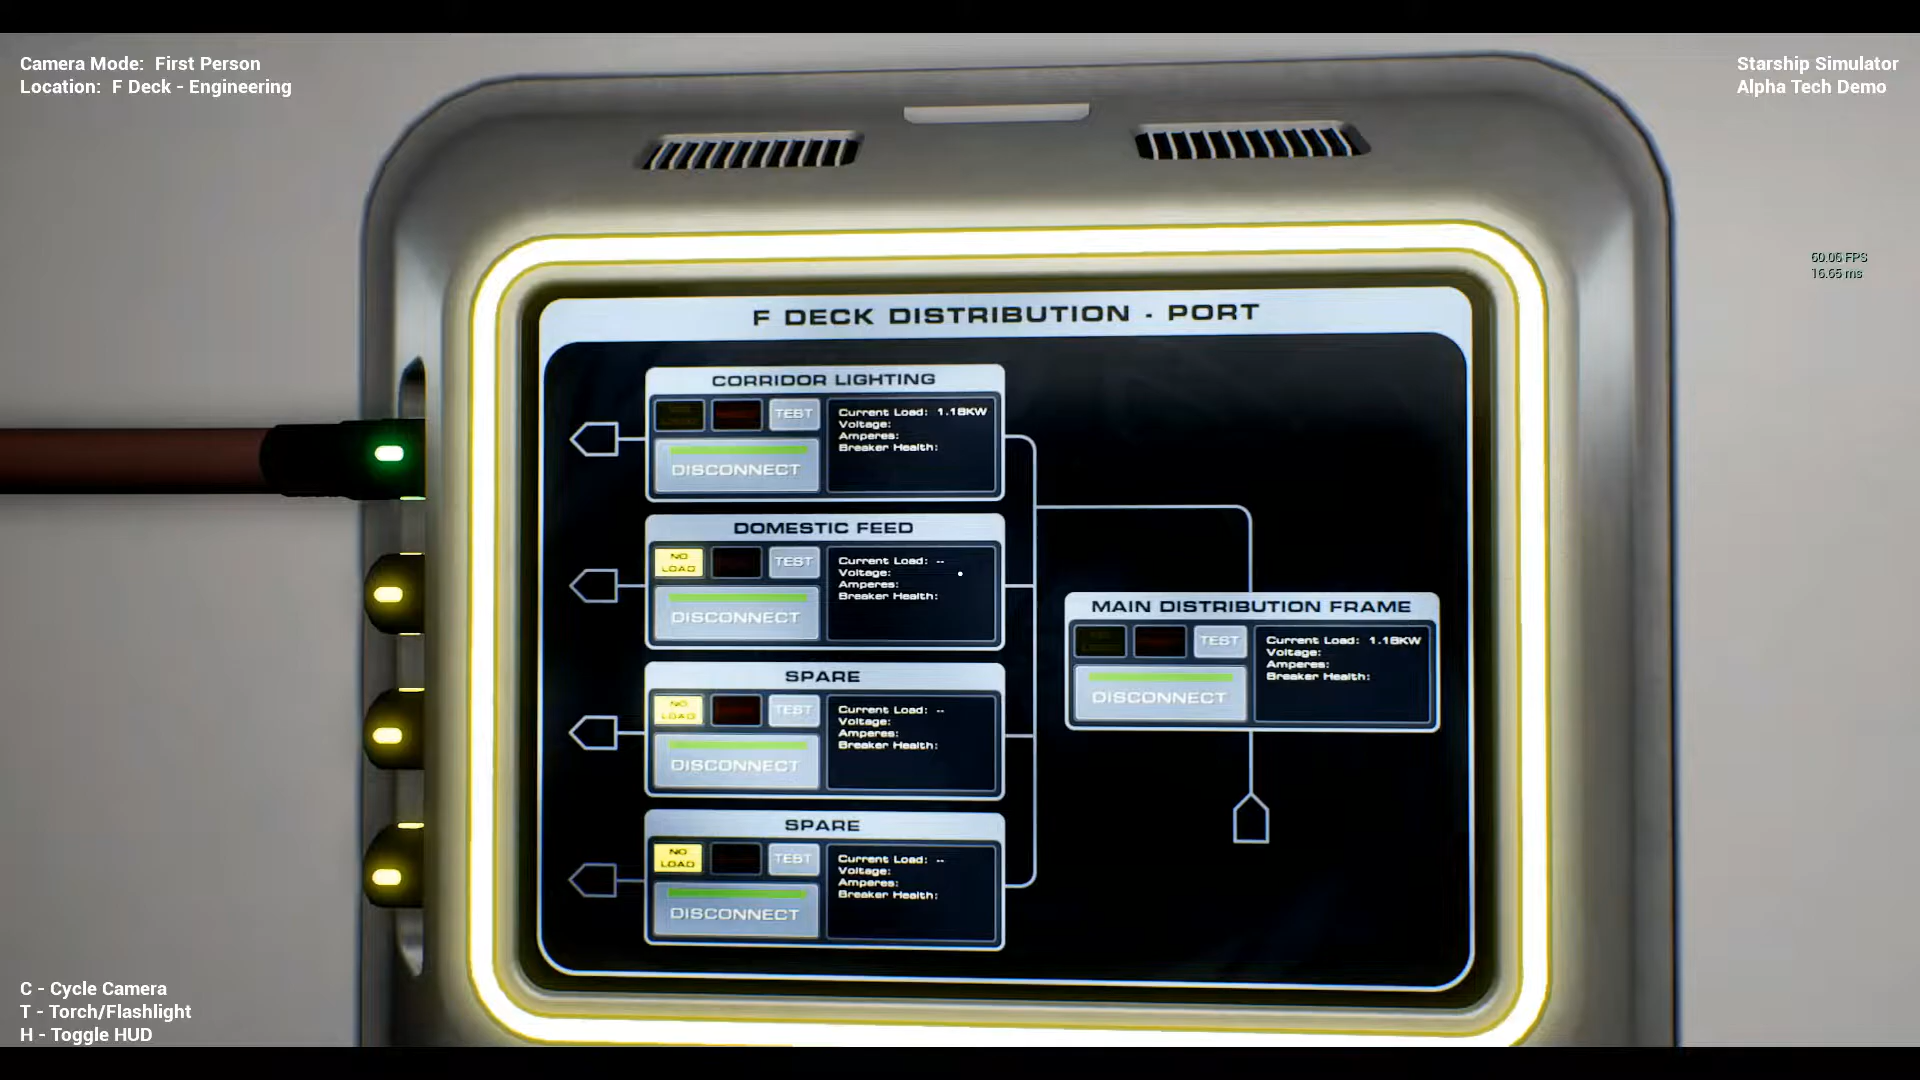 Camera Mode: First Person
Location: F Deck - Engineering
Starship Simulator
Alpha Tech Demo
60.06 FPS
16.65 ms
F DECK DISTRIBUTION - PORT
CORRIDOR LIGHTING
TEST
DISCONNECT
Current Load: 1.18KW
Voltage:
Amperes:
Breaker Health:
DOMESTIC FEED
NO
LOAD
TEST
DISCONNECT
Current Load: --
Voltage:
Amperes:
Breaker Health:
SPARE
NO
LOAD
TEST
DISCONNECT
Current Load: --
Voltage:
Amperes:
Breaker Health:
SPARE
NO
LOAD
TEST
DISCONNECT
Current Load: --
Voltage:
Amperes:
Breaker Health:
MAIN DISTRIBUTION FRAME
TEST
DISCONNECT
Current Load: 1.18KW
Voltage:
Amperes:
Breaker Health:
C - Cycle Camera
T - Torch/Flashlight
H - Toggle HUD